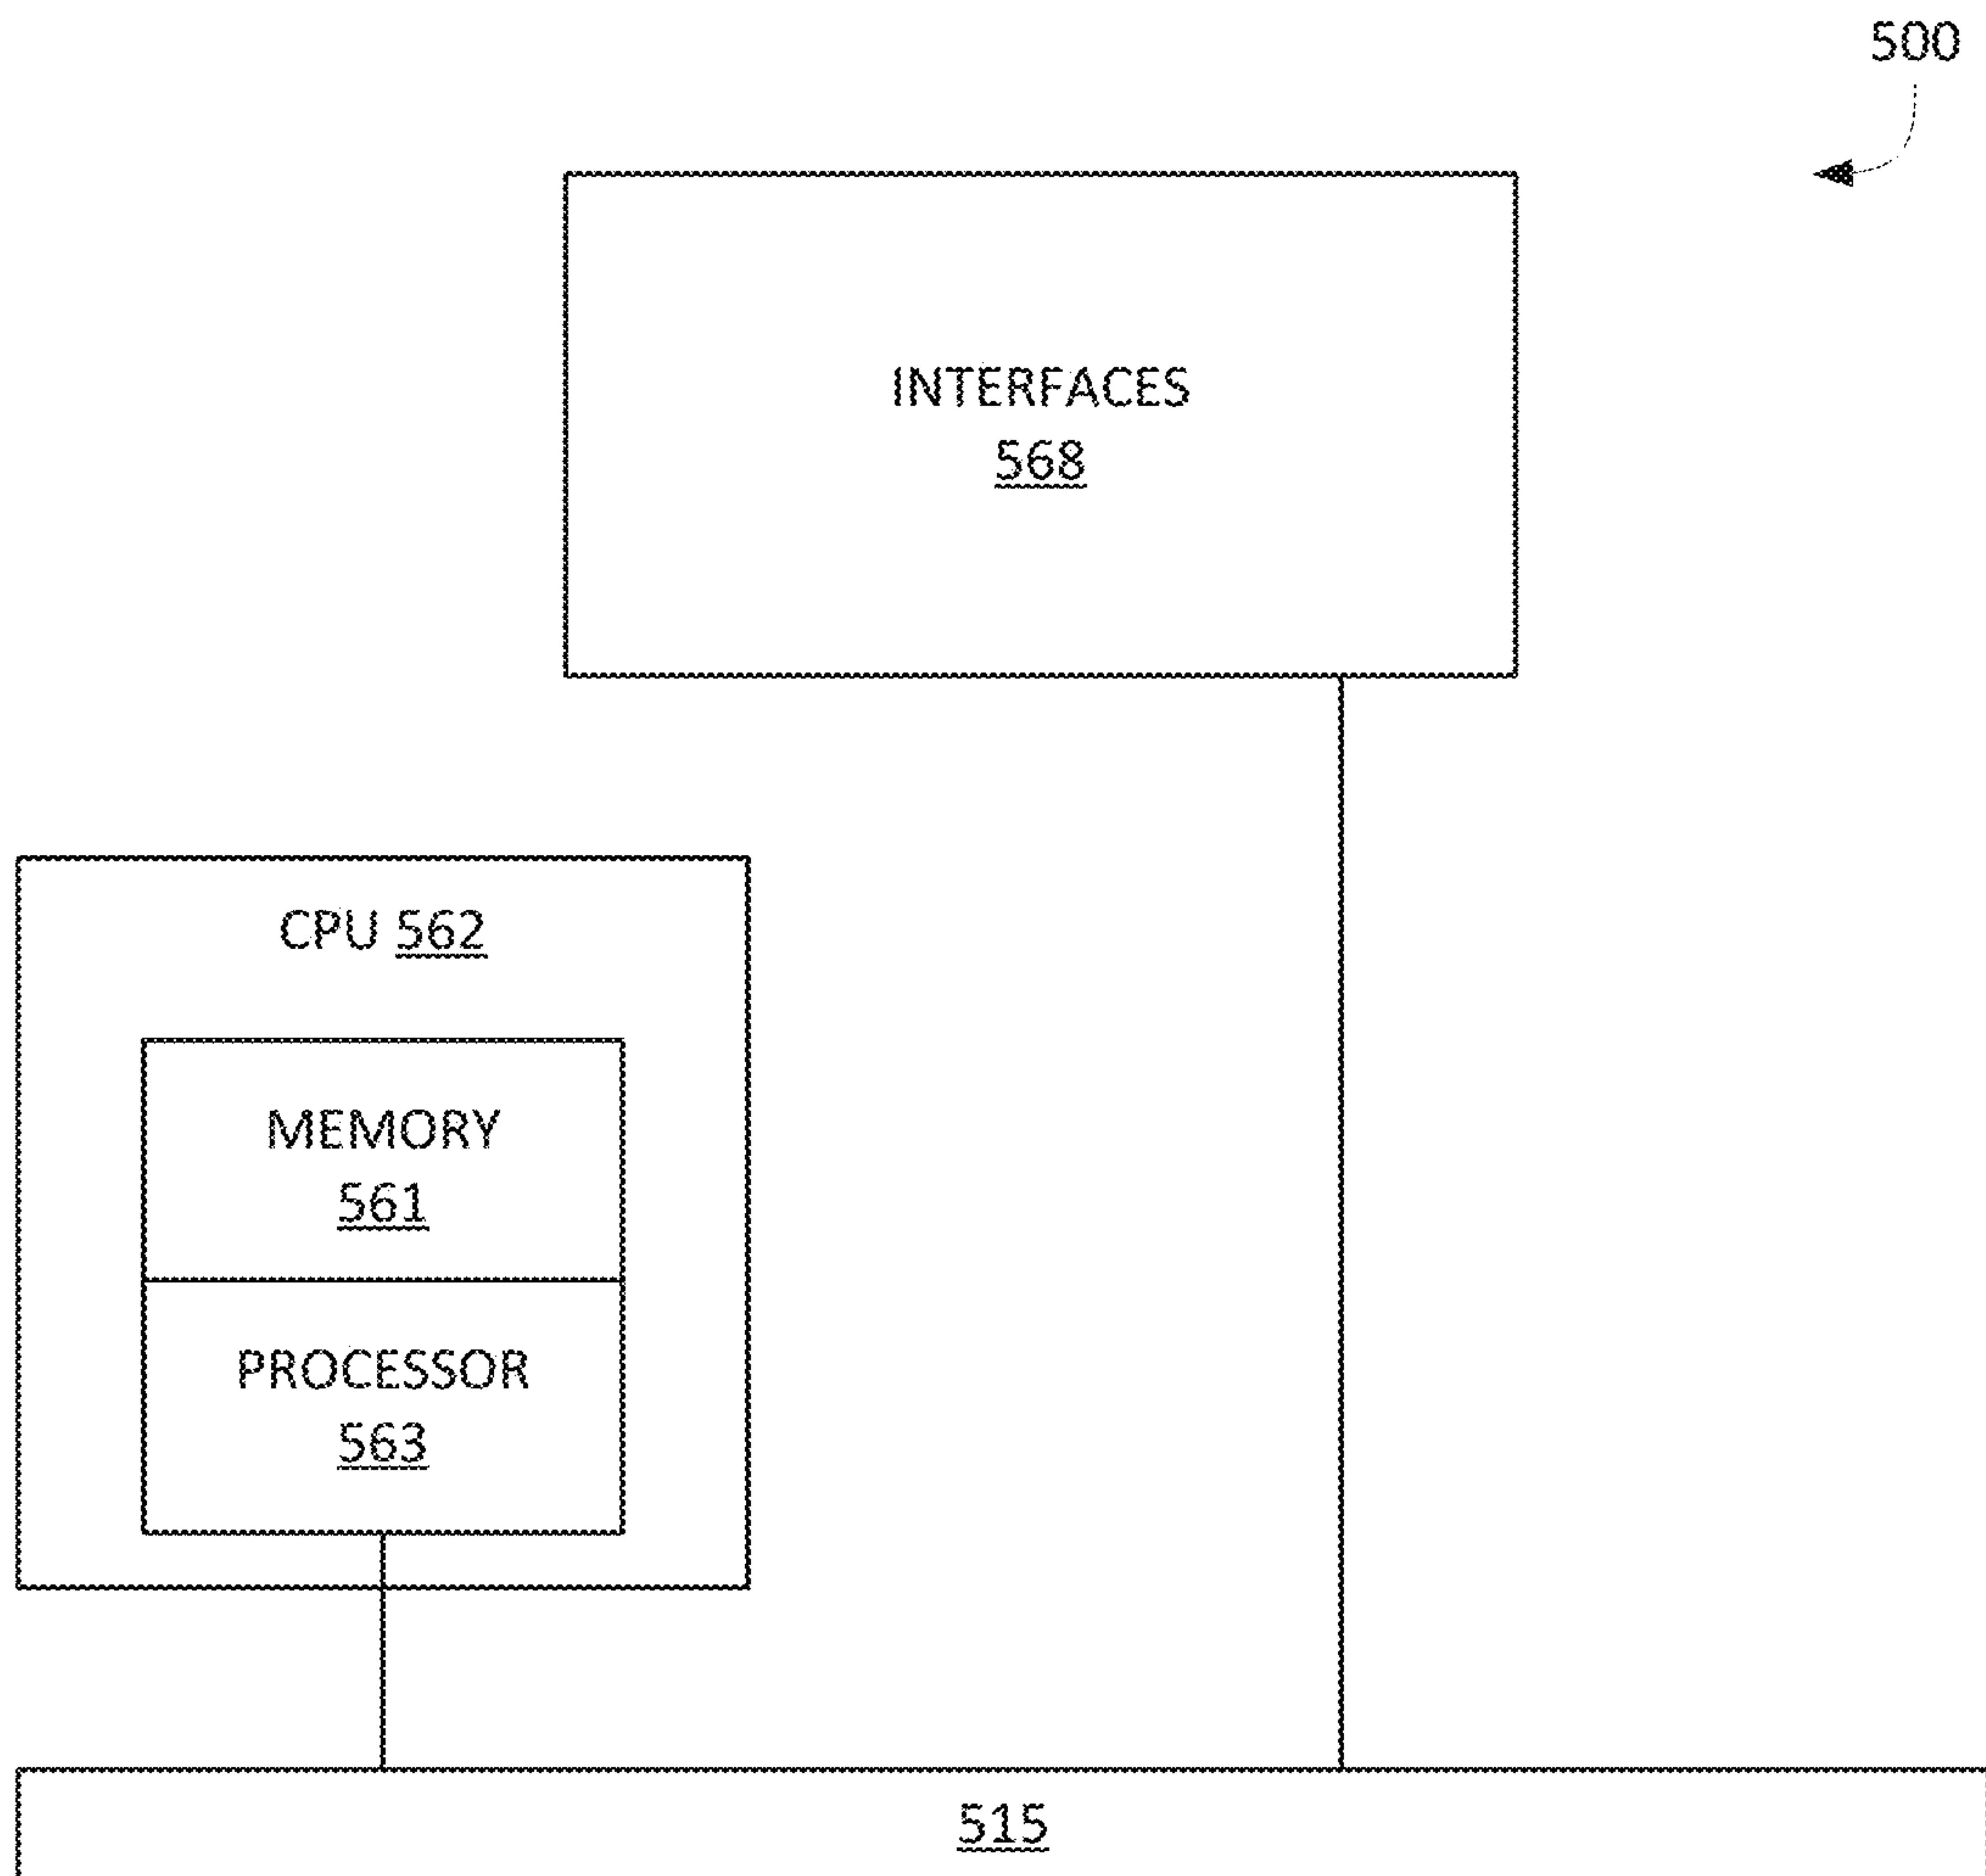 500
INTERFACES
568
CPU 562
MEMORY
561
PROCESSOR
563
515